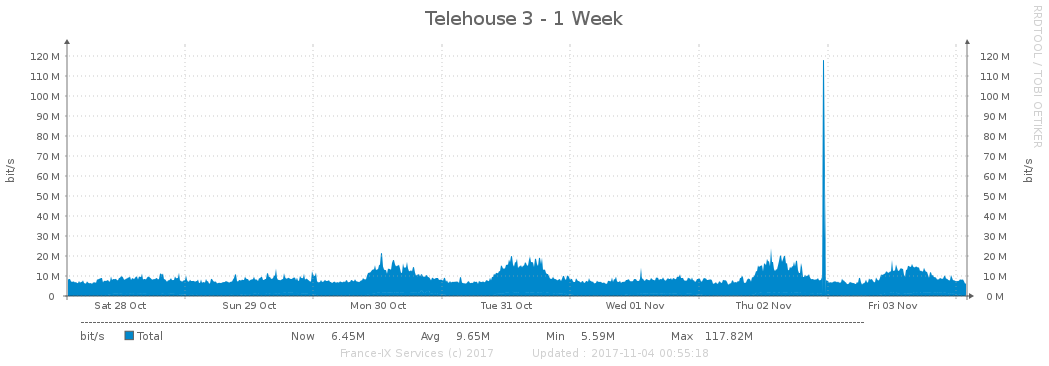 Telehouse 3 - 1 Week
RRDTOOL / TOBI OETIKER
bit/s
120 M 120 M
110 M 110 M
100 M 100 M
90 M 90 M
80 M 80 M
70 M 70 M
60 M 60 M
50 M 50 M
40 M 40 M
30 M 30 M
20 M 20 M
10 M 10 M
0 0 M
bit/s
Sat 28 Oct Sun 29 Oct Mon 30 Oct Tue 31 Oct Wed 01 Nov Thu 02 Nov Fri 03 Nov
bit/s Total Now 6.45M Avg 9.65M Min 5.59M Max 117.82M
France-IX Services (c) 2017 Updated : 2017-11-04 00:55:18